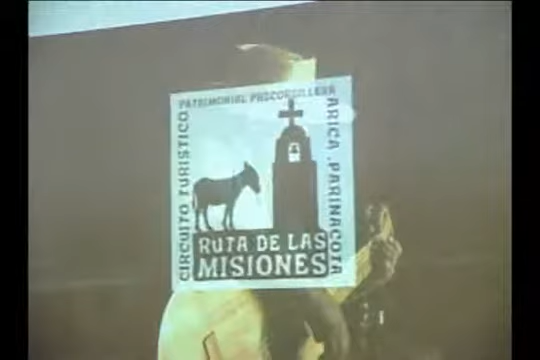 PATRIMONIAL PRECORDILLERA
CIRCUITO TURISTICO
ARICA . PARINACOTA
RUTA DE LAS
MISIONES